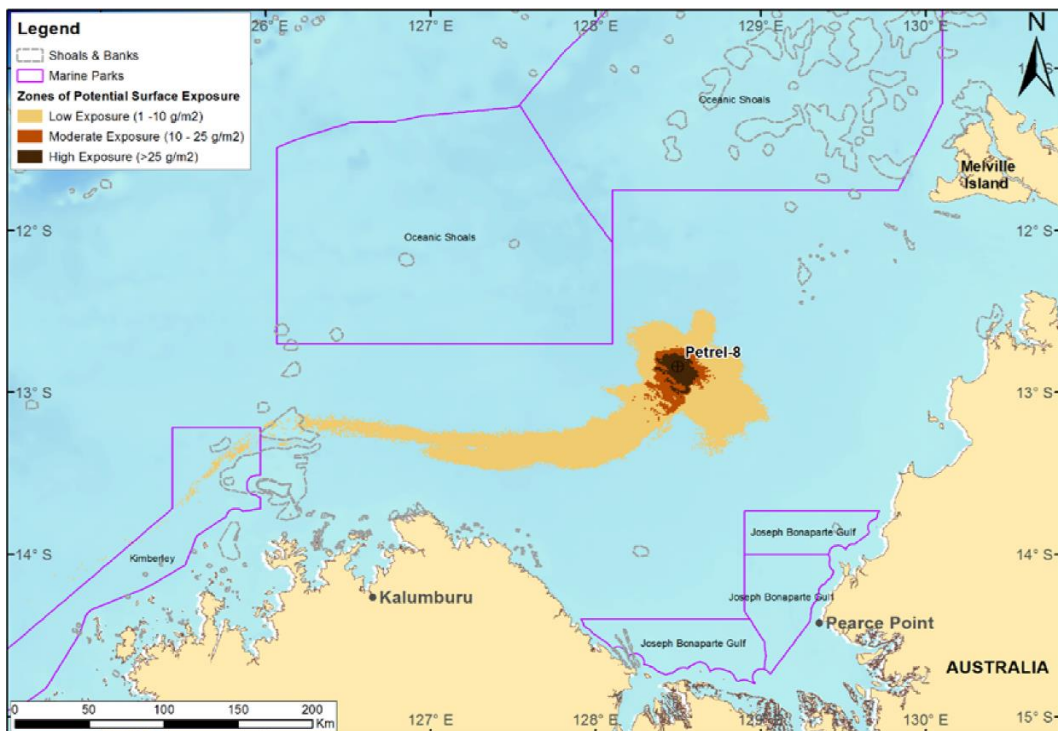 126° E 127° E 128° E 129° E 130° E
N
Legend
Shoals & Banks
Marine Parks
Zones of Potential Surface Exposure
Low Exposure (1 -10 g/m2)
Moderate Exposure (10 - 25 g/m2)
High Exposure (>25 g/m2)
Oceanic Shoals
Melville
Island
12° S 12° S
Oceanic Shoals
Petrel-8
13° S 13° S
Joseph Bonaparte Gulf
14° S 14° S
Kimberley
Kalumburu
Joseph Bonaparte Gulf
Pearce Point
Joseph Bonaparte Gulf
AUSTRALIA
0 50 100 150 200
Km
127° E 128° E 129° E 130° E
15° S